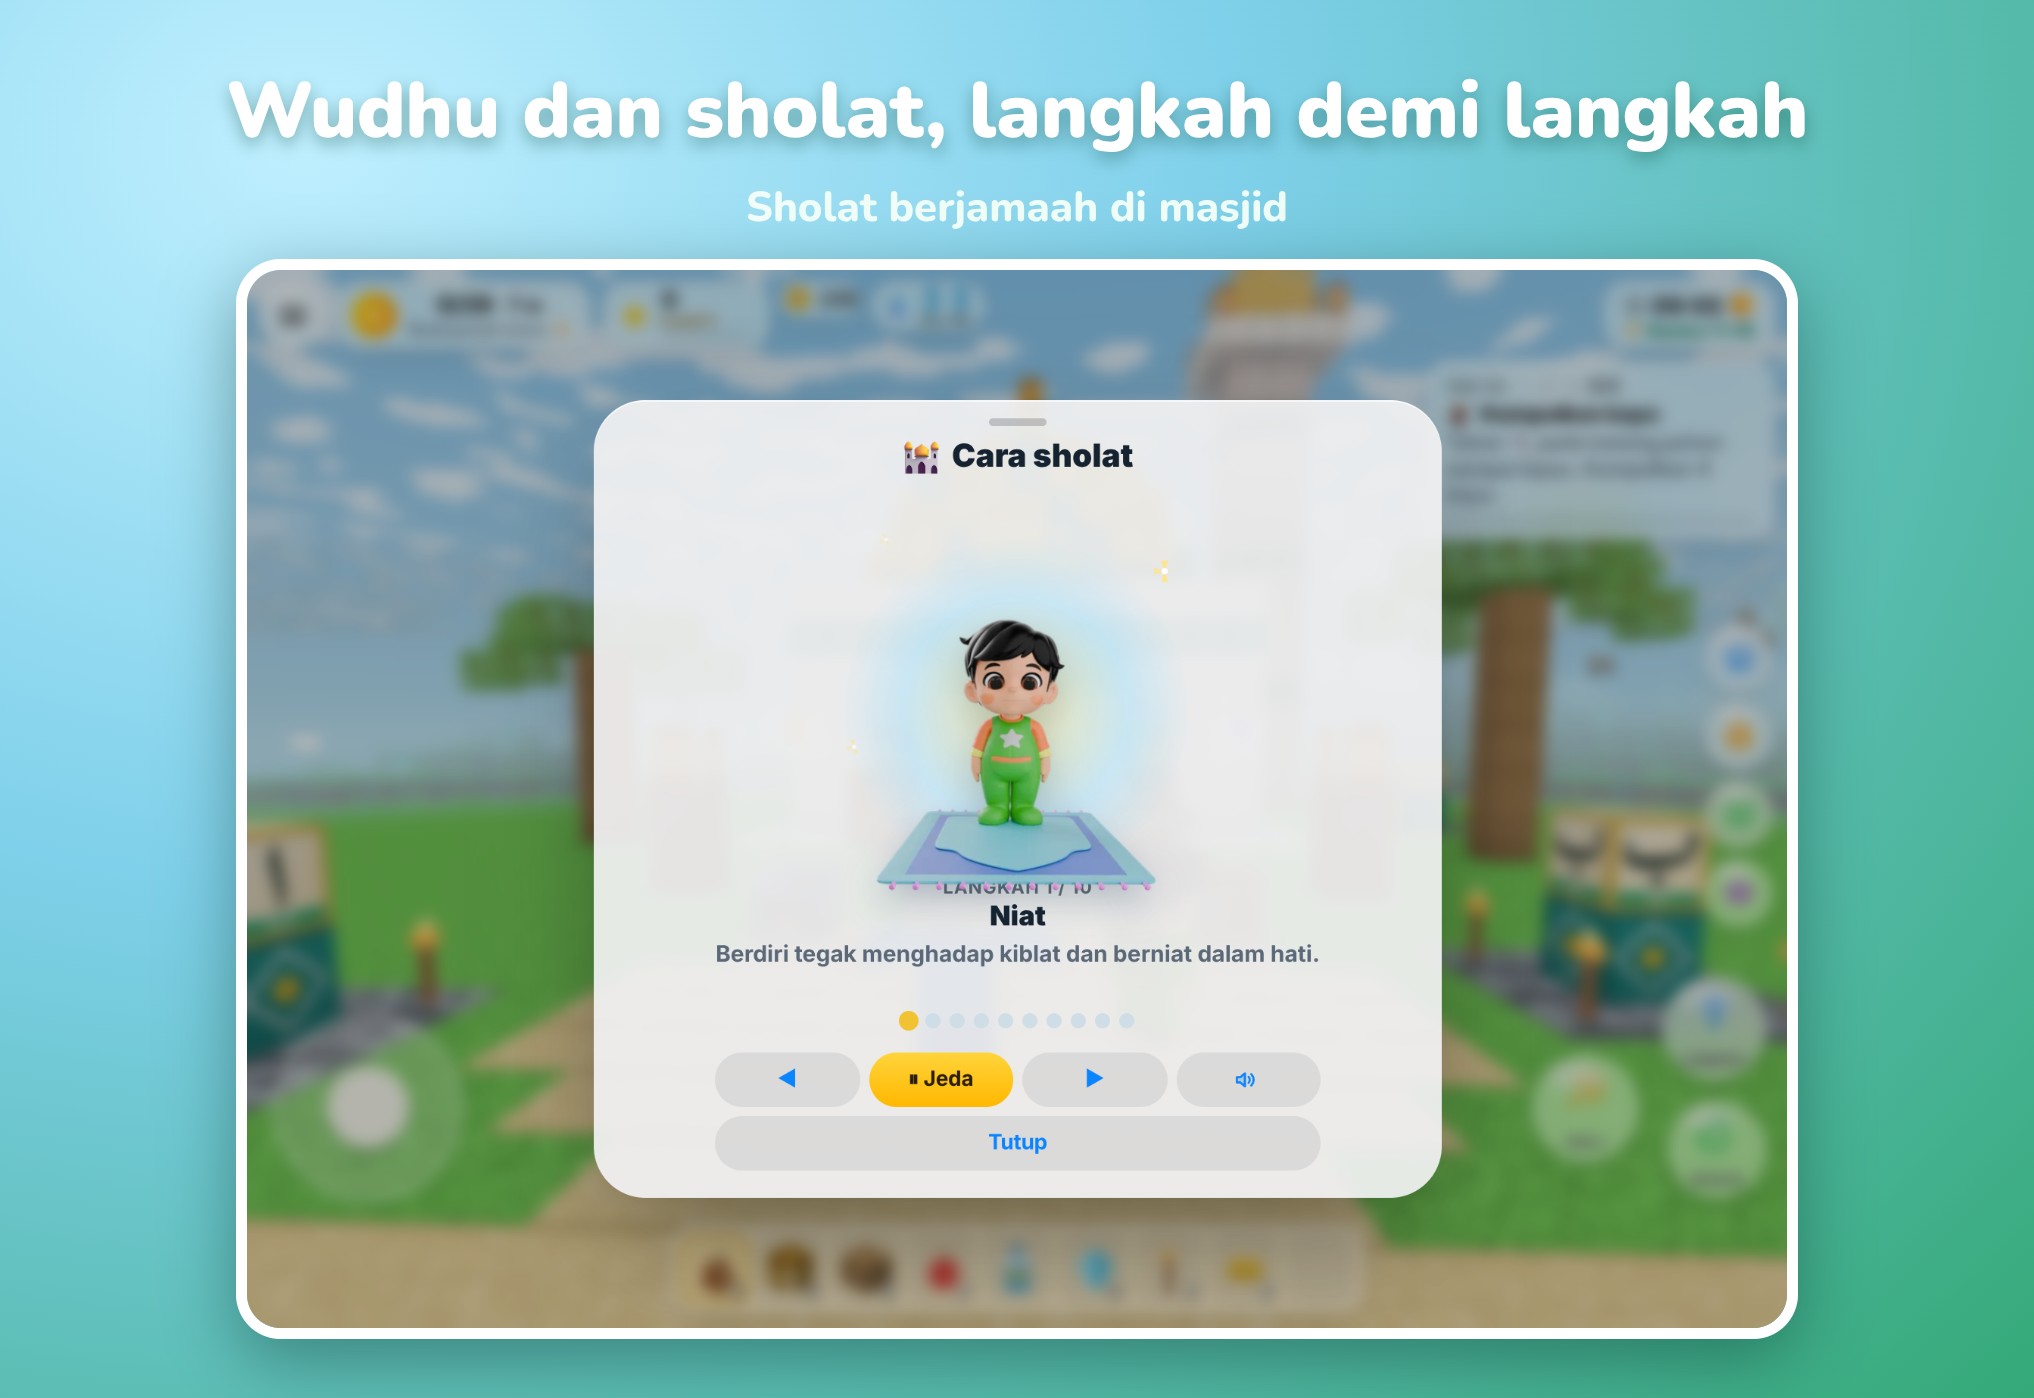 Wudhu dan sholat, langkah demi langkah
Sholat berjamaah di masjid
Cara sholat
LANGKAH 1 / 10
Niat
Berdiri tegak menghadap kiblat dan berniat dalam hati.
Jeda
Tutup